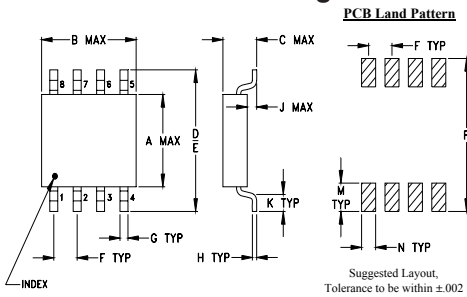 PCB Land Pattern
B MAX
C MAX
F TYP
8 7 6 5
J MAX
A MAX
D
E
M
TYP
K TYP
1 2 3 4
G TYP
N TYP
F TYP
H TYP
INDEX
Suggested Layout,
Tolerance to be within ±.002